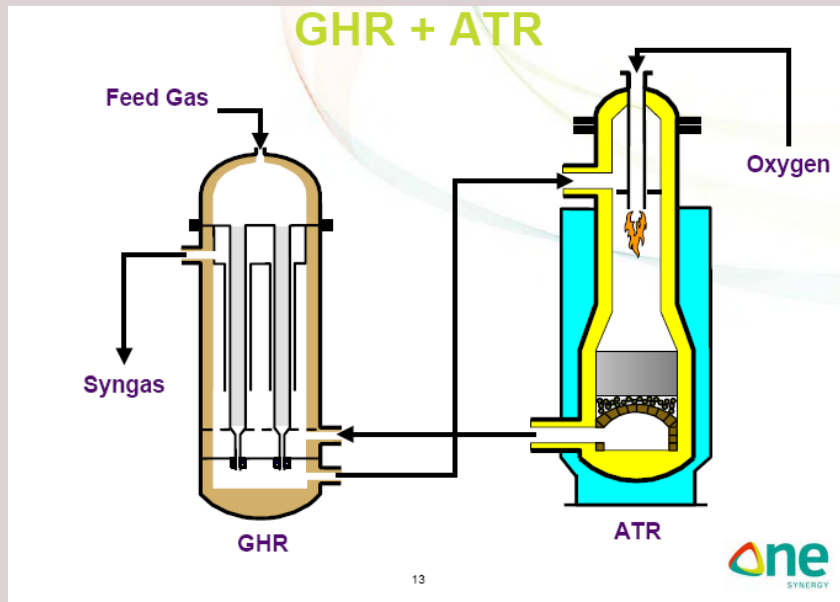 GHR + ATR
Feed Gas
Oxygen
Syngas
GHR
ATR
13
One
SYNERGY